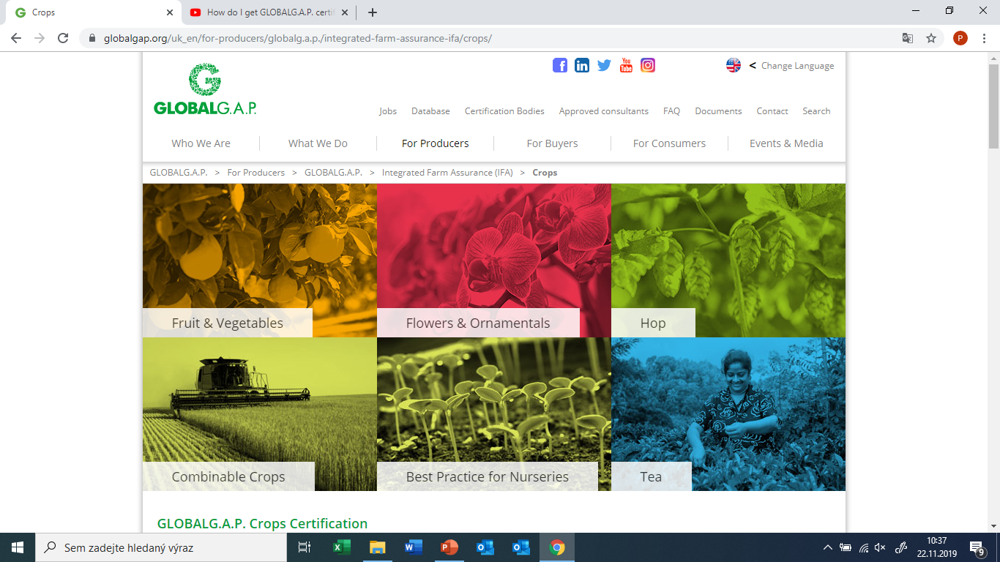 Crops
How do I get GLOBALG.A.P. certif
globalgap.org/uk_en/for-producers/globalg.a.p./integrated-farm-assurance-ifa/crops/
P
f in You Tube
< Change Language
G
GLOBALG.A.P.
Jobs Database Certification Bodies Approved consultants FAQ Documents Contact Search
Who We Are What We Do For Producers For Buyers For Consumers Events & Media
GLOBALG.A.P. > For Producers > GLOBALG.A.P. > Integrated Farm Assurance (IFA) > Crops
Fruit & Vegetables Flowers & Ornamentals Hop
Combinable Crops Best Practice for Nurseries Tea
GLOBALG.A.P. Crops Certification
Sem zadejte hledaný výraz
10:37
22.11.2019
9